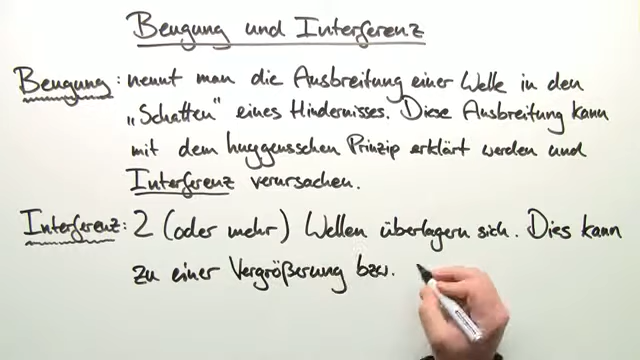 Beugung und Interferenz
Beugung: nennt man die Ausbreitung einer Welle in den
„Schatten" eines Hindernisses. Diese Ausbreitung kann
mit dem huygensschen Prinzip erklärt werden und
Interferenz verursachen.
Interferenz: 2 (oder mehr) Wellen überlagern sich. Dies kann
zu einer Vergrößerung bzw.